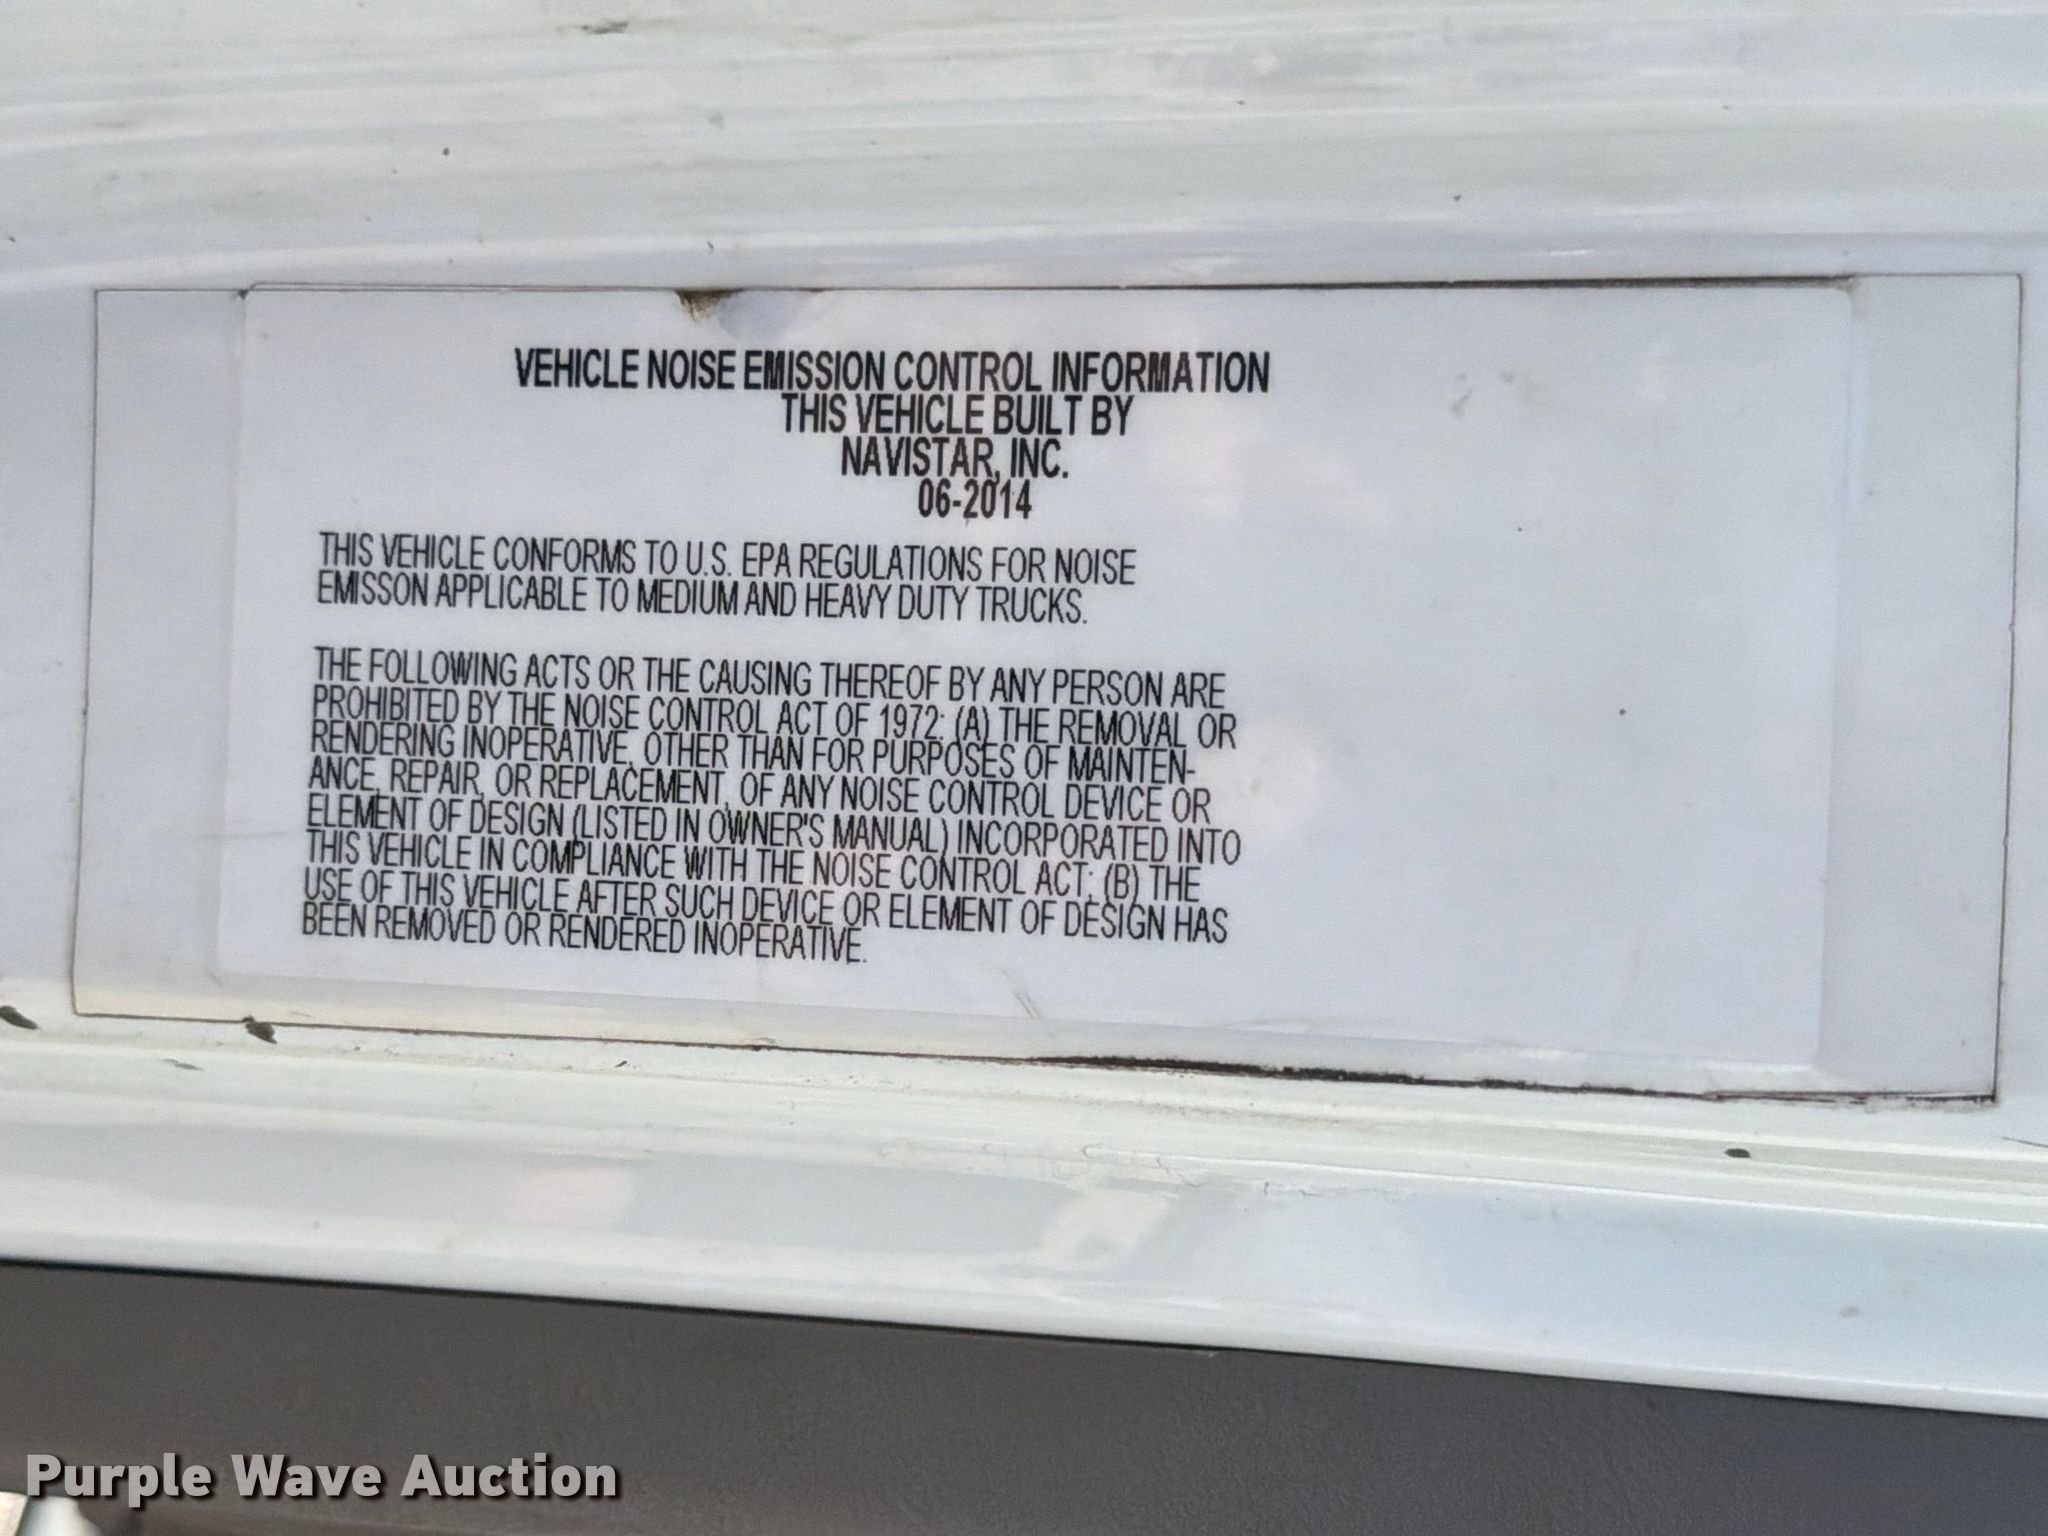 VEHICLE NOISE EMISSION CONTROL INFORMATION
THIS VEHICLE BUILT BY
NAVISTAR, INC.
06-2014
THIS VEHICLE CONFORMS TO U.S. EPA REGULATIONS FOR NOISE
EMISSON APPLICABLE TO MEDIUM AND HEAVY DUTY TRUCKS.
THE FOLLOWING ACTS OR THE CAUSING THEREOF BY ANY PERSON ARE
PROHIBITED BY THE NOISE CONTROL ACT OF 1972: (A) THE REMOVAL OR
RENDERING INOPERATIVE, OTHER THAN FOR PURPOSES OF MAINTEN-
ANCE, REPAIR, OR REPLACEMENT, OF ANY NOISE CONTROL DEVICE OR
ELEMENT OF DESIGN (LISTED IN OWNER'S MANUAL) INCORPORATED INTO
THIS VEHICLE IN COMPLIANCE WITH THE NOISE CONTROL ACT; (B) THE
USE OF THIS VEHICLE AFTER SUCH DEVICE OR ELEMENT OF DESIGN HAS
BEEN REMOVED OR RENDERED INOPERATIVE.
Purple Wave Auction